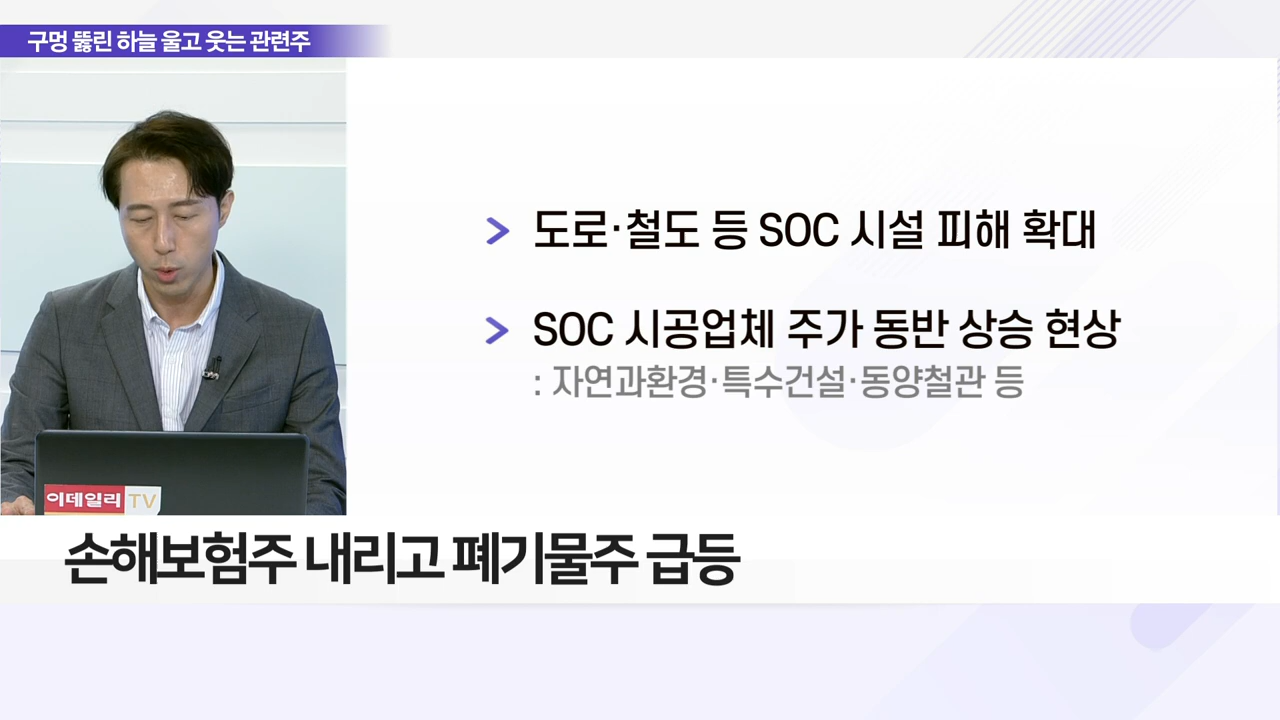 구멍 뚫린 하늘 울고 웃는 관련주
> 도로·철도 등 SOC 시설 피해 확대
> SOC 시공업체 주가 동반 상승 현상
: 자연과환경·특수건설·동양철관 등
이데일리 TV
손해보험주 내리고 폐기물주 급등